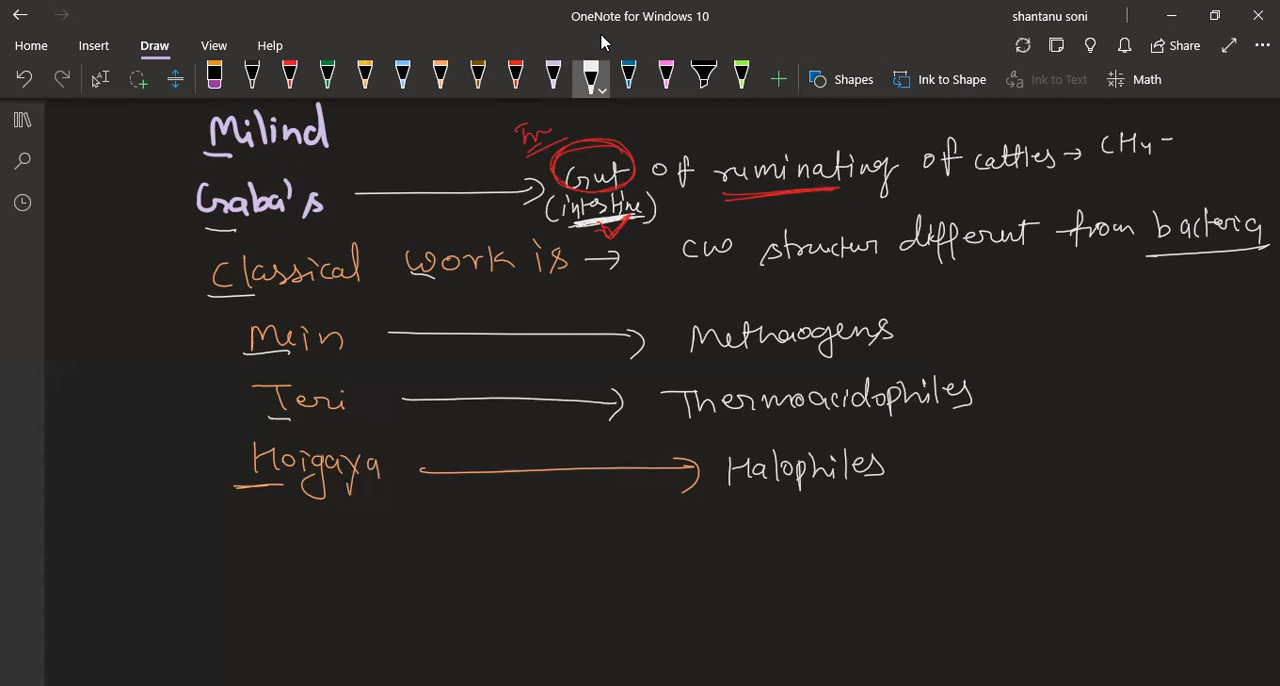 OneNote for Windows 10
shantanu soni
Home Insert Draw View Help
Share
Shapes Ink to Shape Ink to Text Math
Milind
Gaba's → Gut of ruminating of cattles → CH4 -
(intestine)
Classical work is → CW structur different from bacteria
Mein → Methaogens
Teri → Thermoacidophiles
Hoigaya → Halophiles